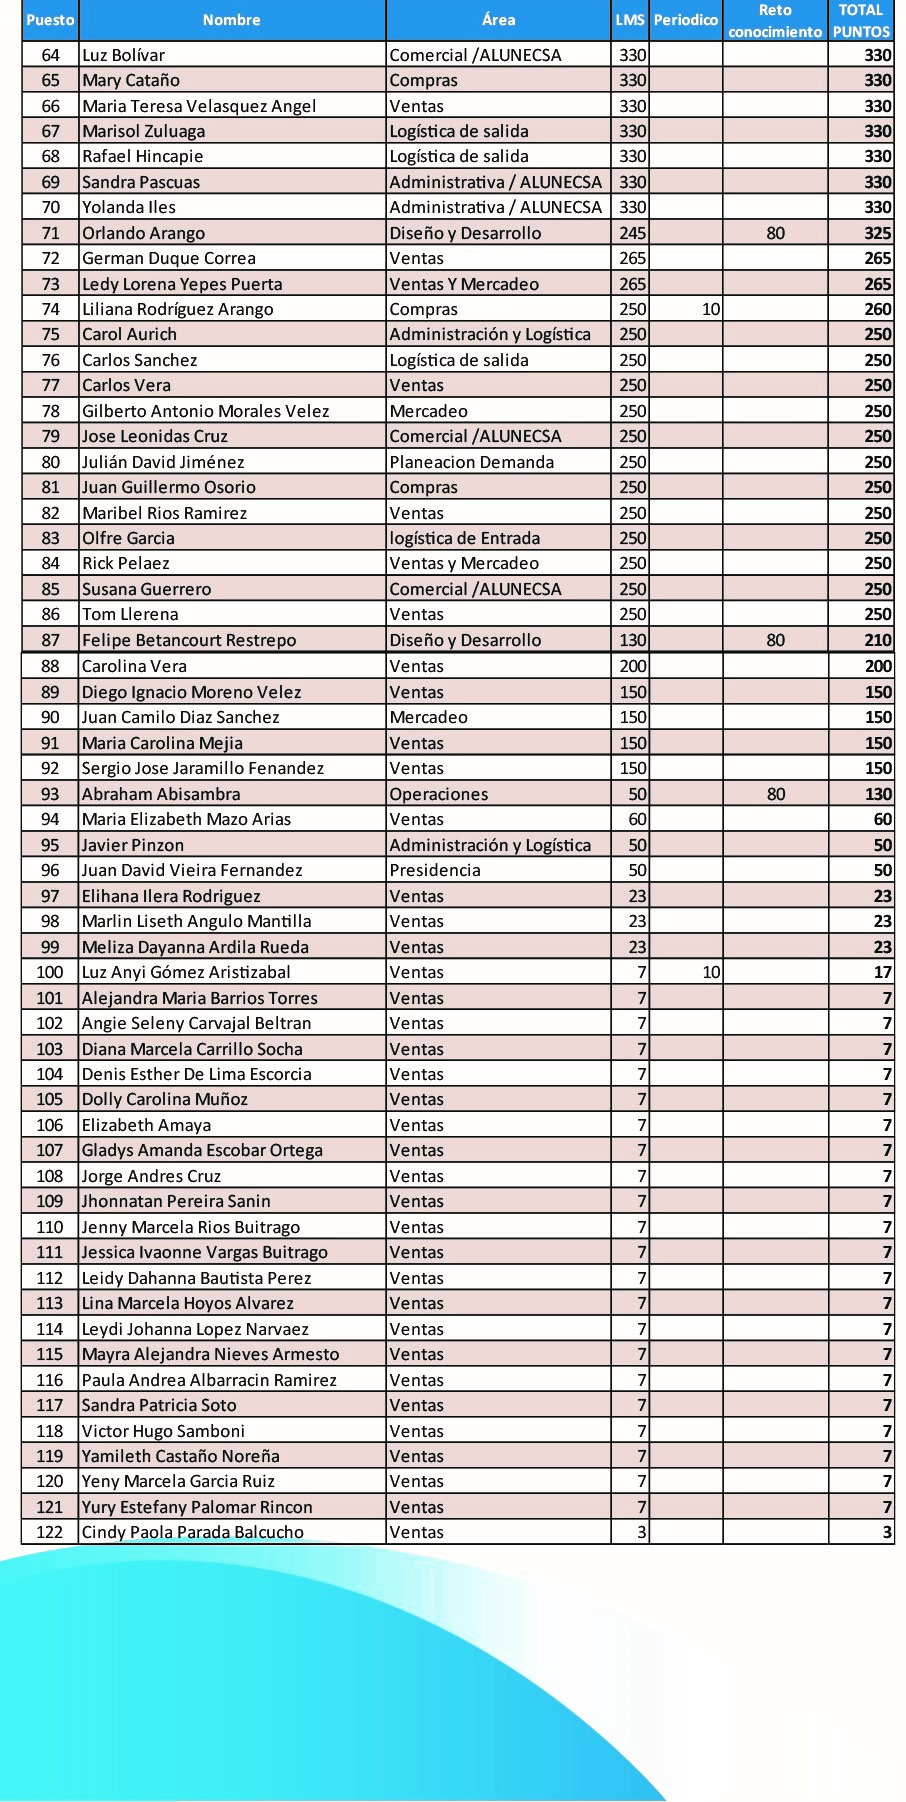 Puesto Nombre Área LMS Periodico Reto conocimiento TOTAL PUNTOS
64 Luz Bolívar Comercial /ALUNECSA 330 330
65 Mary Cataño Compras 330 330
66 Maria Teresa Velasquez Angel Ventas 330 330
67 Marisol Zuluaga Logística de salida 330 330
68 Rafael Hincapie Logística de salida 330 330
69 Sandra Pascuas Administrativa / ALUNECSA 330 330
70 Yolanda Iles Administrativa / ALUNECSA 330 330
71 Orlando Arango Diseño y Desarrollo 245 80 325
72 German Duque Correa Ventas 265 265
73 Ledy Lorena Yepes Puerta Ventas Y Mercadeo 265 265
74 Liliana Rodríguez Arango Compras 250 10 260
75 Carol Aurich Administración y Logística 250 250
76 Carlos Sanchez Logística de salida 250 250
77 Carlos Vera Ventas 250 250
78 Gilberto Antonio Morales Velez Mercadeo 250 250
79 Jose Leonidas Cruz Comercial /ALUNECSA 250 250
80 Julián David Jiménez Planeacion Demanda 250 250
81 Juan Guillermo Osorio Compras 250 250
82 Maribel Rios Ramirez Ventas 250 250
83 Olfre Garcia logística de Entrada 250 250
84 Rick Pelaez Ventas y Mercadeo 250 250
85 Susana Guerrero Comercial /ALUNECSA 250 250
86 Tom Llerena Ventas 250 250
87 Felipe Betancourt Restrepo Diseño y Desarrollo 130 80 210
88 Carolina Vera Ventas 200 200
89 Diego Ignacio Moreno Velez Ventas 150 150
90 Juan Camilo Diaz Sanchez Mercadeo 150 150
91 Maria Carolina Mejia Ventas 150 150
92 Sergio Jose Jaramillo Fenandez Ventas 150 150
93 Abraham Abisambra Operaciones 50 80 130
94 Maria Elizabeth Mazo Arias Ventas 60 60
95 Javier Pinzon Administración y Logística 50 50
96 Juan David Vieira Fernandez Presidencia 50 50
97 Elihana Ilera Rodriguez Ventas 23 23
98 Marlin Liseth Angulo Mantilla Ventas 23 23
99 Meliza Dayanna Ardila Rueda Ventas 23 23
100 Luz Anyi Gómez Aristizabal Ventas 7 10 17
101 Alejandra Maria Barrios Torres Ventas 7 7
102 Angie Seleny Carvajal Beltran Ventas 7 7
103 Diana Marcela Carrillo Socha Ventas 7 7
104 Denis Esther De Lima Escorcia Ventas 7 7
105 Dolly Carolina Muñoz Ventas 7 7
106 Elizabeth Amaya Ventas 7 7
107 Gladys Amanda Escobar Ortega Ventas 7 7
108 Jorge Andres Cruz Ventas 7 7
109 Jhonnatan Pereira Sanin Ventas 7 7
110 Jenny Marcela Rios Buitrago Ventas 7 7
111 Jessica Ivaonne Vargas Buitrago Ventas 7 7
112 Leidy Dahanna Bautista Perez Ventas 7 7
113 Lina Marcela Hoyos Alvarez Ventas 7 7
114 Leydi Johanna Lopez Narvaez Ventas 7 7
115 Mayra Alejandra Nieves Armesto Ventas 7 7
116 Paula Andrea Albarracin Ramirez Ventas 7 7
117 Sandra Patricia Soto Ventas 7 7
118 Victor Hugo Samboni Ventas 7 7
119 Yamileth Castaño Noreña Ventas 7 7
120 Yeny Marcela Garcia Ruiz Ventas 7 7
121 Yury Estefany Palomar Rincon Ventas 7 7
122 Cindy Paola Parada Balcucho Ventas 3 3